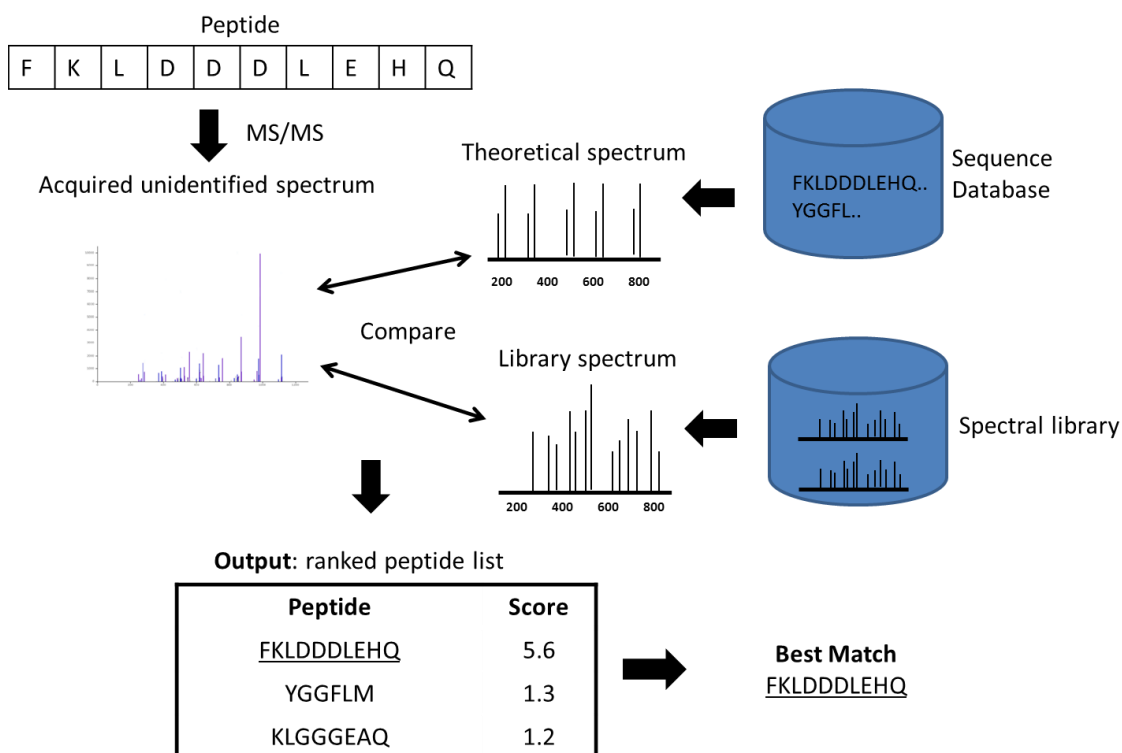 Peptide
F K L D D D L E H Q
MS/MS
Acquired unidentified spectrum
Theoretical spectrum
200 400 600 800
FKLDDDLEHQ..
YGGFL..
Sequence
Database
Compare
Library spectrum
200 400 600 800
Spectral library
Output: ranked peptide list
Peptide Score
FKLDDDLEHQ 5.6
YGGFLM 1.3
KLGGGEAQ 1.2
Best Match
FKLDDDLEHQ